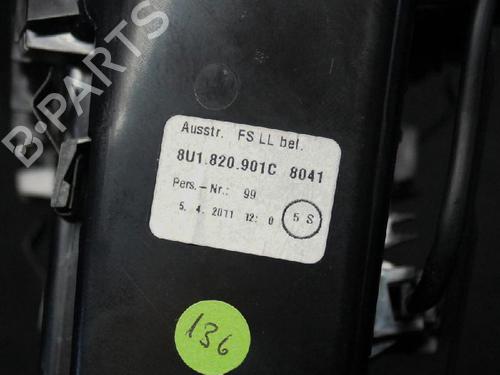 B-PARTS
Ausstr. FS LL bel.
8U1.820.901C 8041
Pers.-Nr.: 99
5. 4. 2011 12: 0 5 S
136